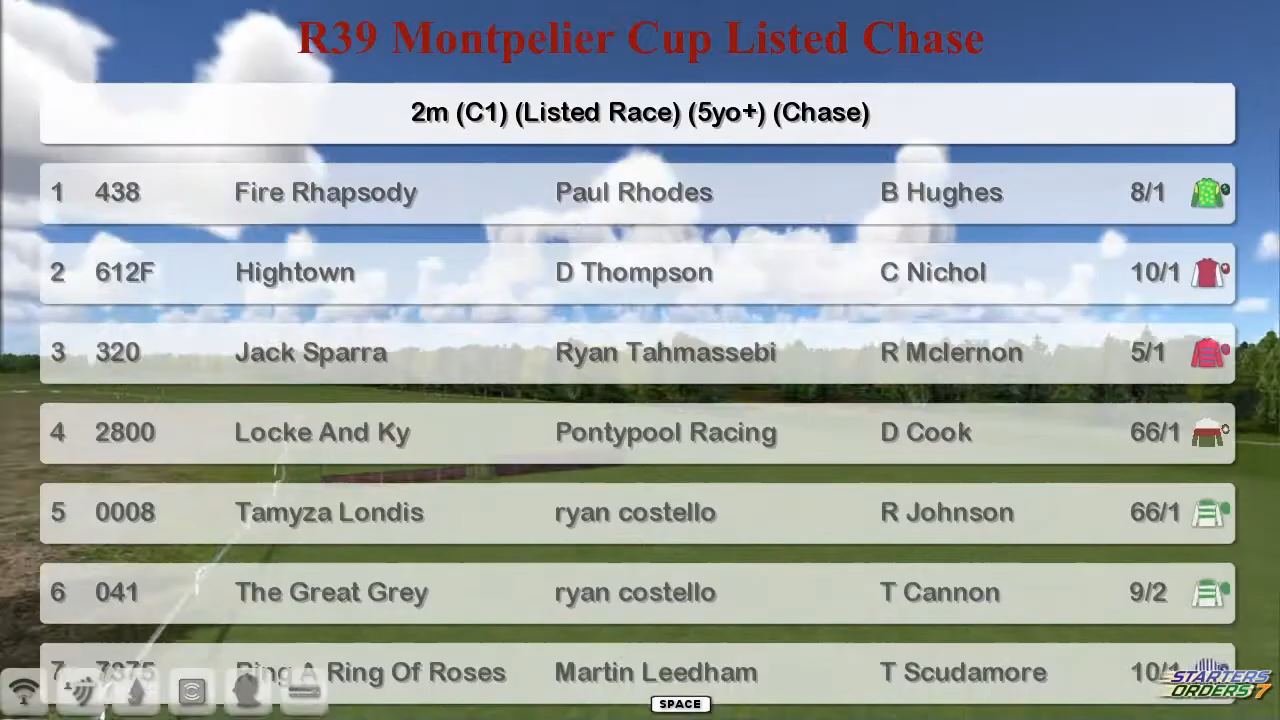 R39 Montpelier Cup Listed Chase
2m (C1) (Listed Race) (5yo+) (Chase)
1 438 Fire Rhapsody Paul Rhodes B Hughes 8/1
2 612F Hightown D Thompson C Nichol 10/1
3 320 Jack Sparra Ryan Tahmassebi R Mclernon 5/1
4 2800 Locke And Ky Pontypool Racing D Cook 66/1
5 0008 Tamyza Londis ryan costello R Johnson 66/1
6 041 The Great Grey ryan costello T Cannon 9/2
7 7375 Ring A Ring Of Roses Martin Leedham T Scudamore 10/1
STARTERS
ORDERS 7
SPACE